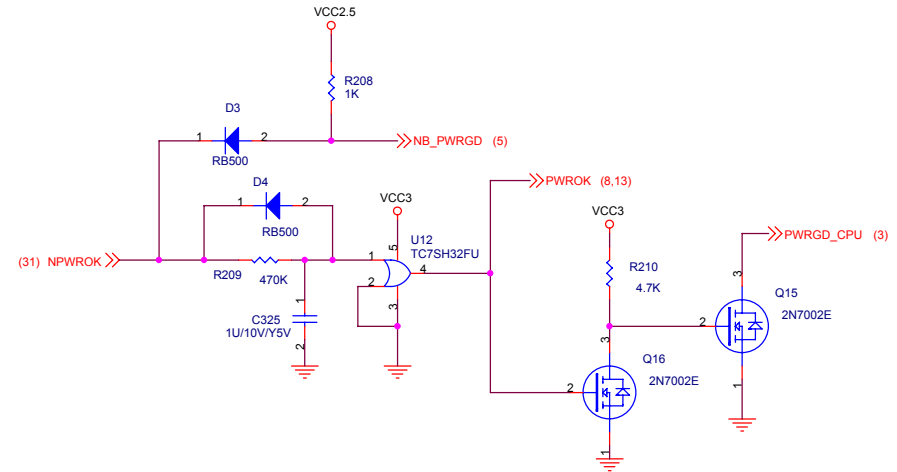 VCC2.5
R208
1K
D3
1 2
NB_PWRGD (5)
RB500
D4
VCC3
PWROK (8,13)
1 2
VCC3
RB500
5
U12
TC7SH32FU
PWRGD_CPU (3)
(31) NPWROK
1
4
R209 470K
2
R210
4.7K
3
1
3
Q15
C325
1U/10V/Y5V
2
2N7002E
2
3
Q16
2
2N7002E
1
1